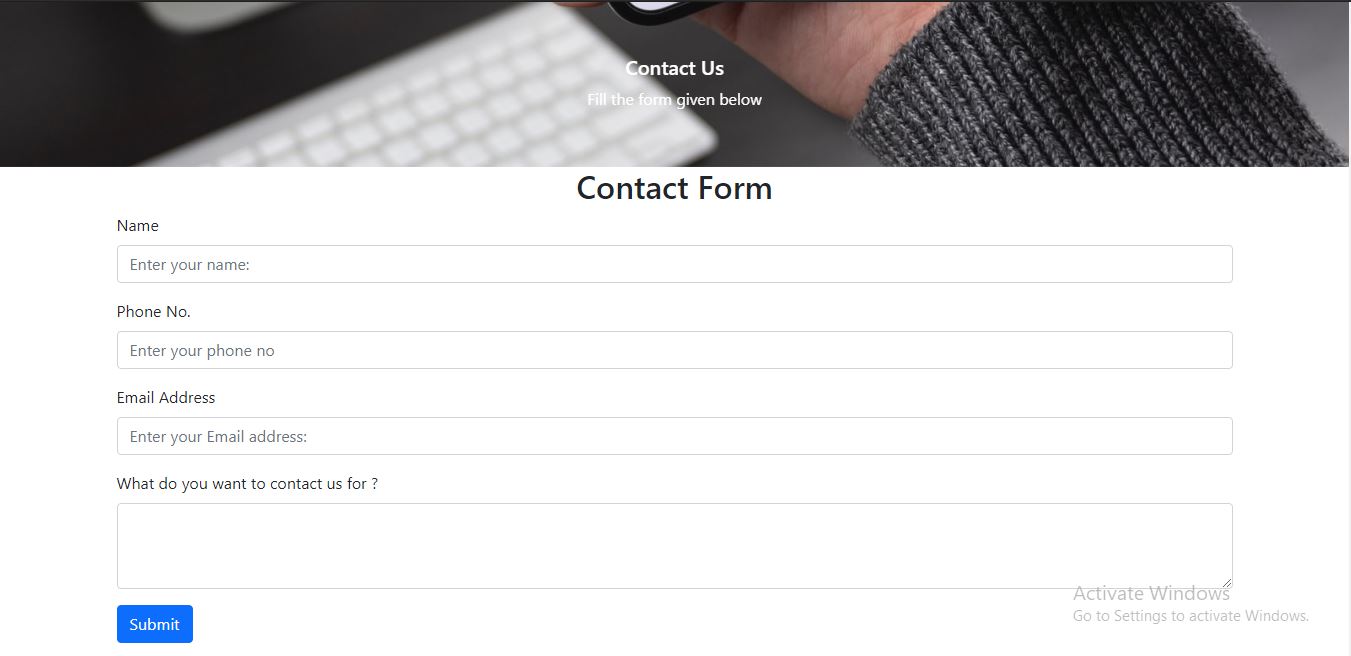 Contact Us
Fill the form given below
Contact Form
Name
Enter your name:
Phone No.
Enter your phone no
Email Address
Enter your Email address:
What do you want to contact us for ?
Activate Windows
Go to Settings to activate Windows.
Submit